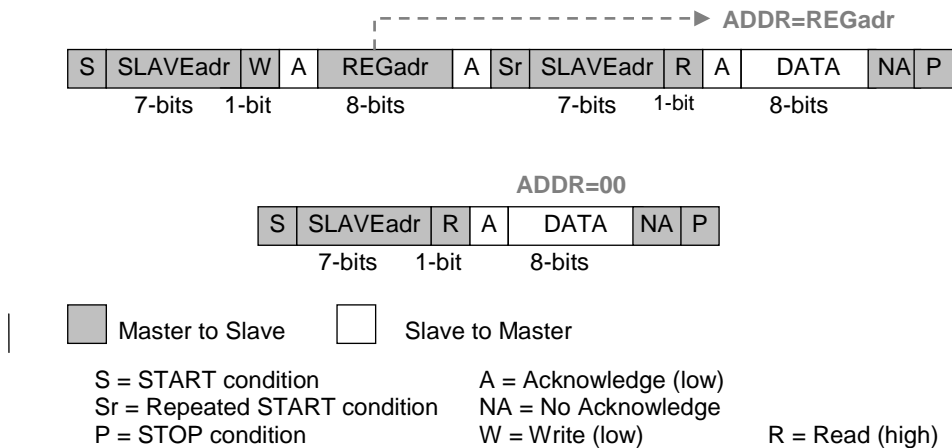 ADDR=REGadr
S SLAVEadr W A REGadr A Sr SLAVEadr R A DATA NA P
7-bits 1-bit 8-bits 7-bits 1-bit 8-bits
ADDR=00
S SLAVEadr R A DATA NA P
7-bits 1-bit 8-bits
Master to Slave Slave to Master
S = START condition A = Acknowledge (low)
Sr = Repeated START condition NA = No Acknowledge
P = STOP condition W = Write (low) R = Read (high)